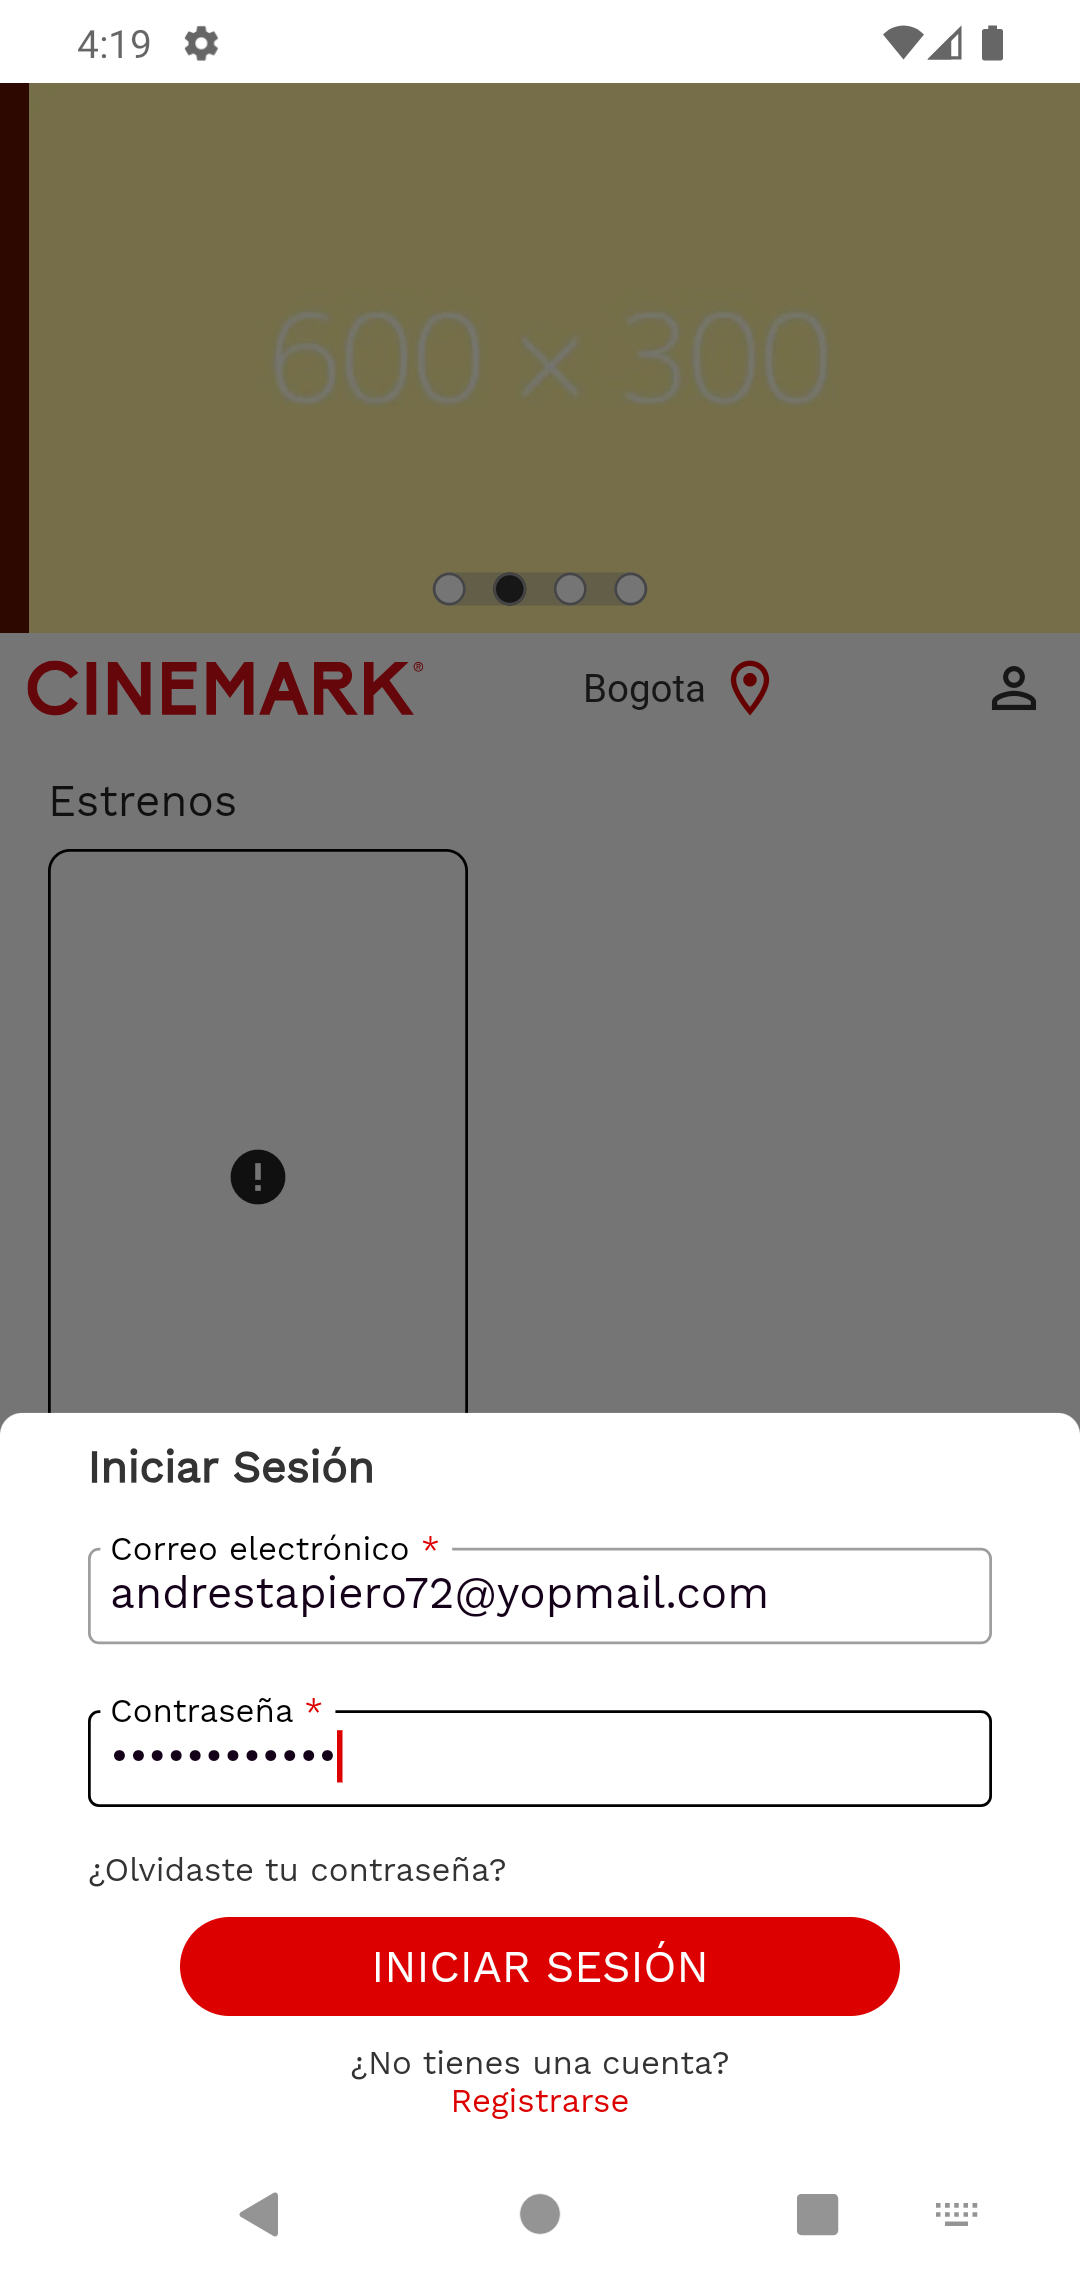 4:19
600 × 300
CINEMARK®
Bogota
Estrenos
Iniciar Sesión
Correo electrónico *
andrestapiero72@yopmail.com
Contraseña *
••••••••••••
¿Olvidaste tu contraseña?
INICIAR SESIÓN
¿No tienes una cuenta?
Registrarse